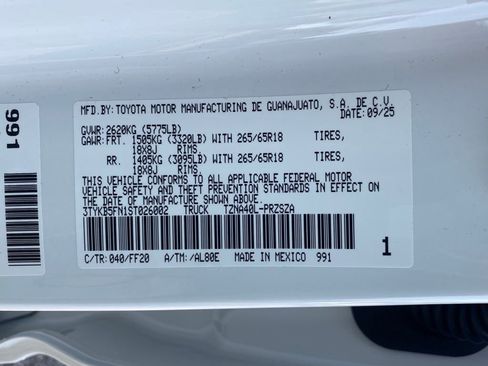 MFD.BY:TOYOTA MOTOR MANUFACTURING DE GUANAJUATO, S.A. DE C.V.
DATE: 09/25
GVWR: 2620KG (5775LB)
GAWR:FRT. 1505KG (3320LB) WITH 265/65R18 TIRES,
18X8J RIMS.
RR. 1405KG (3095LB) WITH 265/65R18 TIRES,
18X8J RIMS.
THIS VEHICLE CONFORMS TO ALL APPLICABLE FEDERAL MOTOR
VEHICLE SAFETY AND THEFT PREVENTION STANDARDS IN EFFECT ON
THE DATE OF MANUFACTURE SHOWN ABOVE.
3TYKB5FN1ST026002 TRUCK TZNA40L-PRZSZA
1
C/TR: 040/FF20 A/TM: /AL80E MADE IN MEXICO 991
991